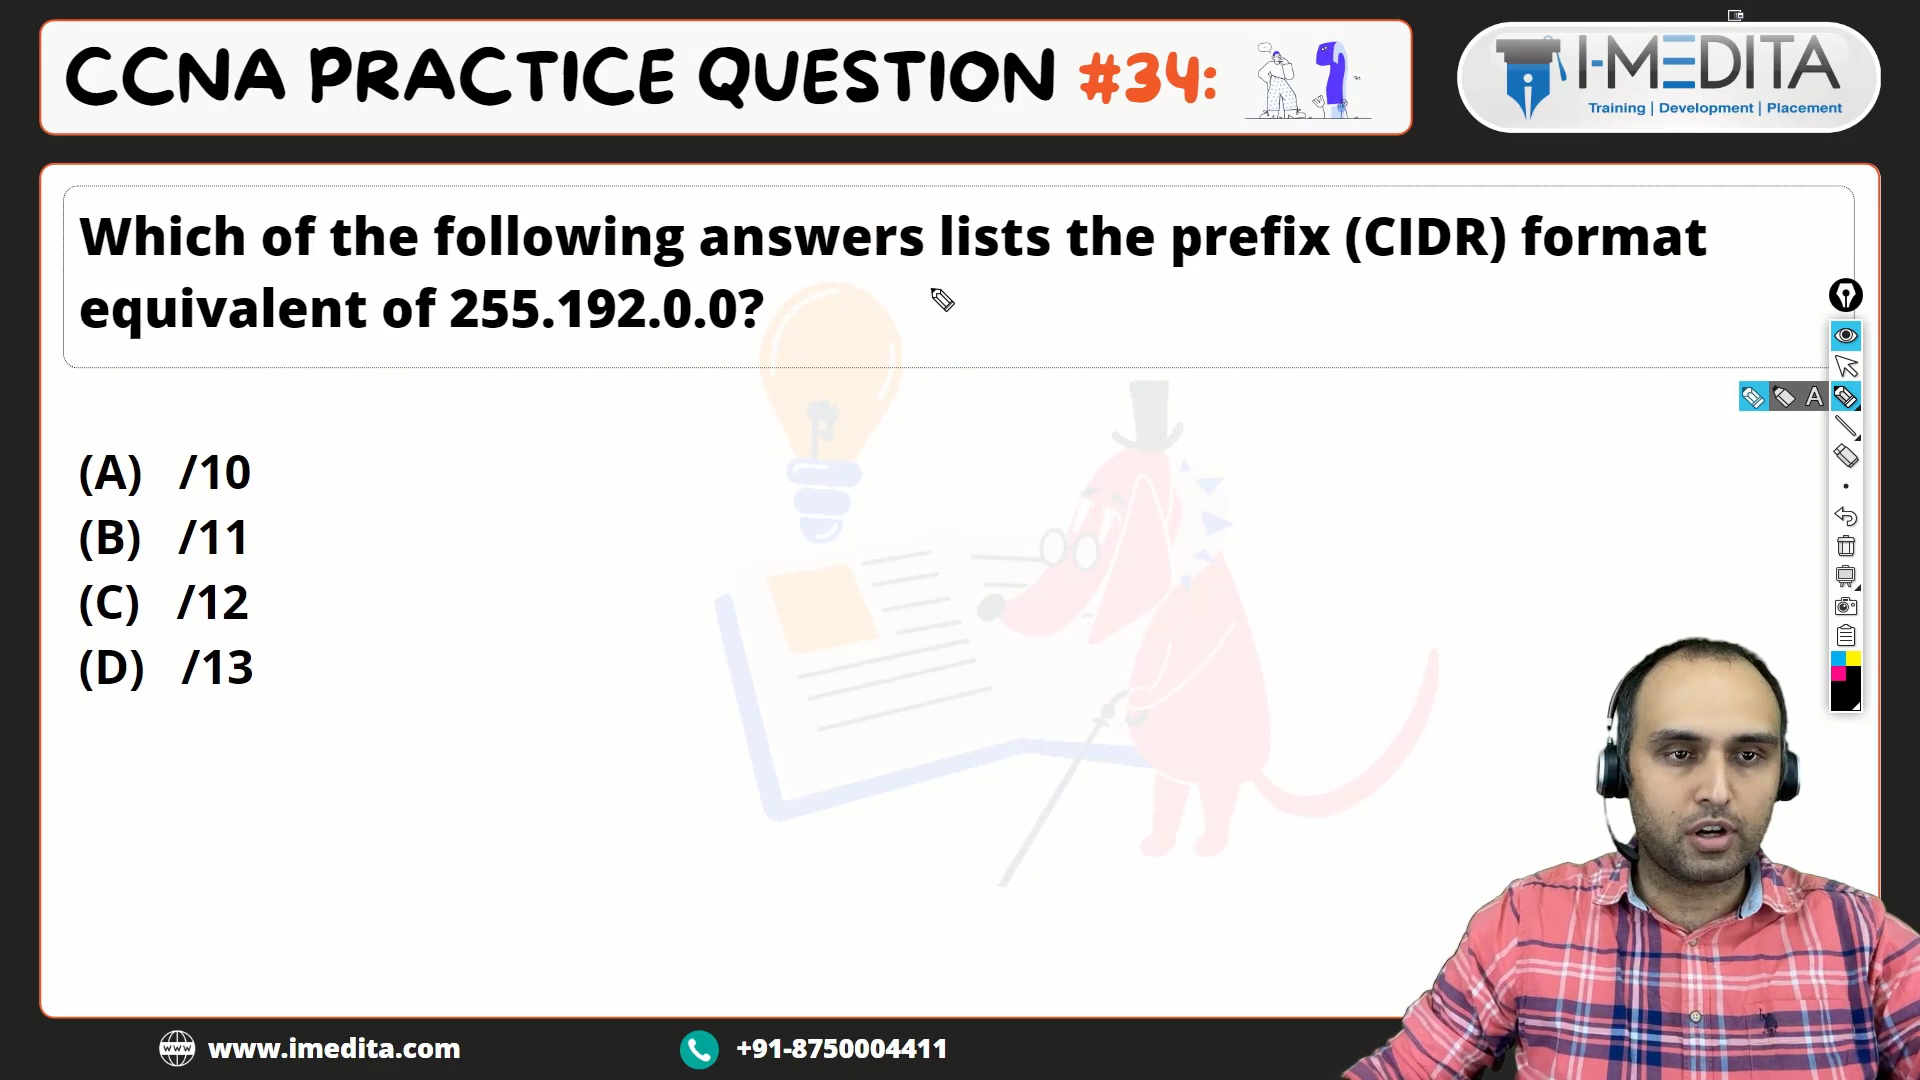 CCNA PRACTICE QUESTION #34:
I-MEDITA
Training | Development | Placement
Which of the following answers lists the prefix (CIDR) format
equivalent of 255.192.0.0?
(A) /10
(B) /11
(C) /12
(D) /13
A
www.imedita.com
+91-8750004411